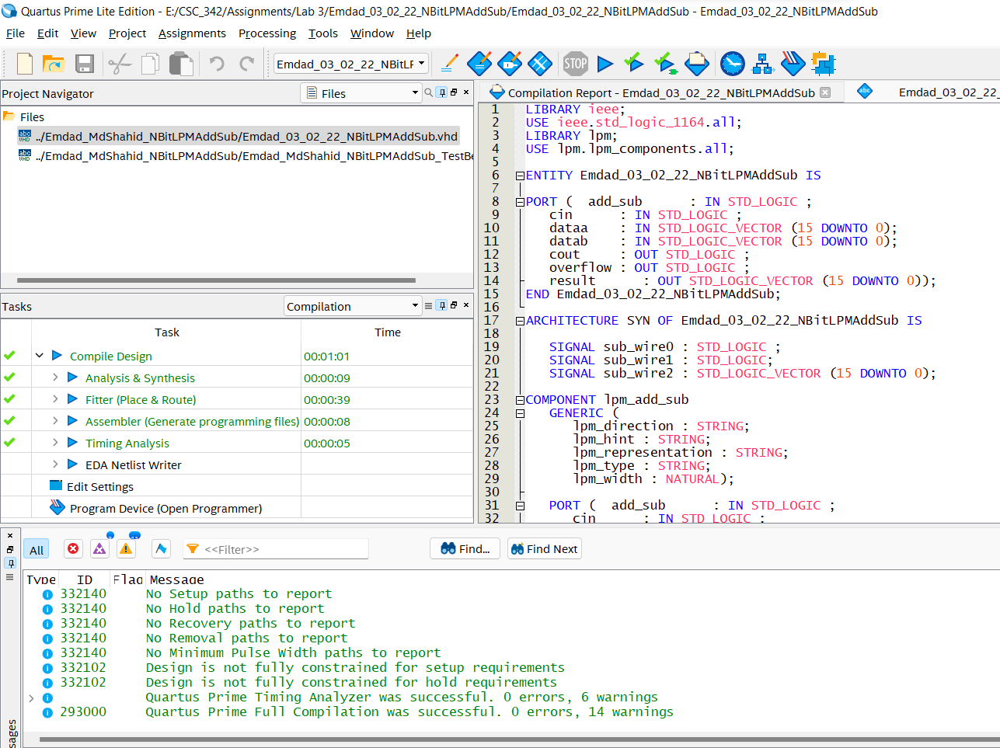 Quartus Prime Lite Edition - E:/CSC_342/Assignments/Lab 3/Emdad_03_02_22_NBitLPMAddSub/Emdad_03_02_22_NBitLPMAddSub - Emdad_03_02_22_NBitLPMAddSub
File Edit View Project Assignments Processing Tools Window Help
Emdad_03_02_22_NBitLF
STOP
Project Navigator Files
Files
../Emdad_MdShahid_NBitLPMAddSub/Emdad_03_02_22_NBitLPMAddSub.vhd
../Emdad_MdShahid_NBitLPMAddSub/Emdad_MdShahid_NBitLPMAddSub_TestBe
Tasks Compilation
Task Time
Compile Design 00:01:01
Analysis & Synthesis 00:00:09
Fitter (Place & Route) 00:00:39
Assembler (Generate programming files) 00:00:08
Timing Analysis 00:00:05
EDA Netlist Writer
Edit Settings
Program Device (Open Programmer)
Compilation Report - Emdad_03_02_22_NBitLPMAddSub abc Emdad_03_02_22_
1 LIBRARY ieee;
2 USE ieee.std_logic_1164.all;
3 LIBRARY lpm;
4 USE lpm.lpm_components.all;
5
6 ENTITY Emdad_03_02_22_NBitLPMAddSub IS
7
8 PORT ( add_sub : IN STD_LOGIC ;
9 cin : IN STD_LOGIC ;
10 dataa : IN STD_LOGIC_VECTOR (15 DOWNTO 0);
11 datab : IN STD_LOGIC_VECTOR (15 DOWNTO 0);
12 cout : OUT STD_LOGIC ;
13 overflow : OUT STD_LOGIC ;
14 result : OUT STD_LOGIC_VECTOR (15 DOWNTO 0));
15 END Emdad_03_02_22_NBitLPMAddSub;
16
17 ARCHITECTURE SYN OF Emdad_03_02_22_NBitLPMAddSub IS
18
19 SIGNAL sub_wire0 : STD_LOGIC ;
20 SIGNAL sub_wire1 : STD_LOGIC;
21 SIGNAL sub_wire2 : STD_LOGIC_VECTOR (15 DOWNTO 0);
22
23 COMPONENT lpm_add_sub
24 GENERIC (
25 lpm_direction : STRING;
26 lpm_hint : STRING;
27 lpm_representation : STRING;
28 lpm_type : STRING;
29 lpm_width : NATURAL);
30
31 PORT ( add_sub : IN STD_LOGIC ;
32 cin : IN STD_LOGIC ;
All <<Filter>> Find... Find Next
Type ID Flag Message
332140 No Setup paths to report
332140 No Hold paths to report
332140 No Recovery paths to report
332140 No Removal paths to report
332140 No Minimum Pulse Width paths to report
332102 Design is not fully constrained for setup requirements
332102 Design is not fully constrained for hold requirements
Quartus Prime Timing Analyzer was successful. 0 errors, 6 warnings
293000 Quartus Prime Full Compilation was successful. 0 errors, 14 warnings
sages